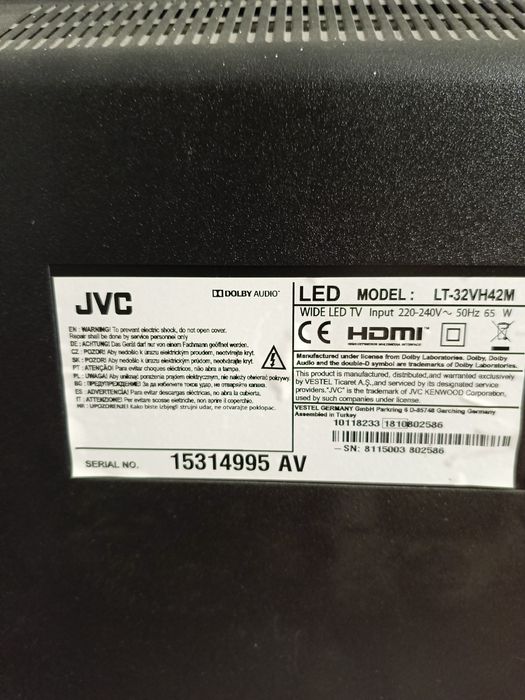 JVC
DOLBY AUDIO™
EN : WARNING! To prevent electric shock, do not open cover.
Repair shall be done by service personnel only
DE : ACHTUNG! Das Gerät darf nur von einem Fachmann geöffnet werden.
CZ : POZOR! Aby nedošlo k úrazu elektrickým proudem, neotvírejte kryt.
SK : POZOR! Aby nedošlo k úrazu elektrickým prúdom, neotvárajte kryt.
PT : ATENÇÃO! Para evitar choques eléctricos, não abra a tampa.
PL : UWAGA! Aby uniknąć porażenia prądem elektrycznym, nie należy otwierać pokrywy.
BG : ПРЕДУПРЕЖДЕНИЕ! За да избегнете токов удар, не отваряйте капака.
ES : ADVERTENCIA! Para evitar descargas eléctricas, no abra la cubierta.
IT : ATTENZIONE! Per evitare scosse elettriche, non aprire il coperchio.
HR : UPOZORENJE! Kako biste izbjegli strujni udar, ne otvarajte poklopac.
SERIAL NO. 15314995 AV
LED MODEL : LT-32VH42M
WIDE LED TV Input 220-240V~ 50Hz 65 W
CE HDMI™
HIGH-DEFINITION MULTIMEDIA INTERFACE
Manufactured under license from Dolby Laboratories. Dolby, Dolby
Audio and the double-D symbol are trademarks of Dolby Laboratories.
This product is manufactured, distributed, and warranted exclusively
by VESTEL Ticaret A.Ş., and serviced by its designated service
providers. "JVC" is the trademark of JVC KENWOOD Corporation,
used by such companies under license.
VESTEL GERMANY GmbH Parkring 6 D-85748 Garching Germany
Assembled in Turkey
10118233 1810802586
SN: 8115003 802586